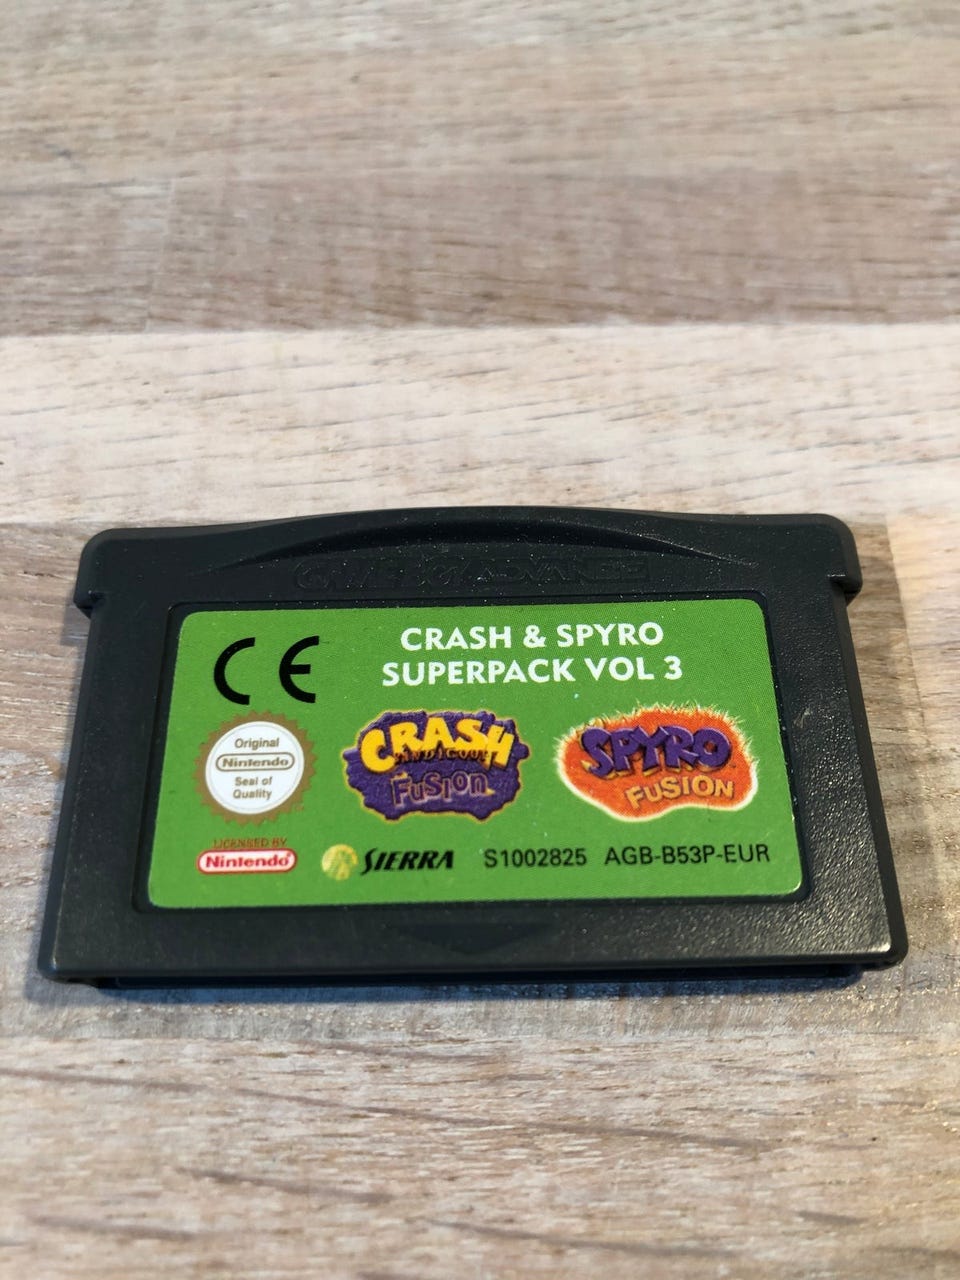 GAME BOY ADVANCE
CE
CRASH & SPYRO
SUPERPACK VOL 3
Original
Nintendo
Seal of
Quality
CRASH
BANDICOOT
FUSION
SPYRO
FUSION
LICENSED BY
Nintendo
SIERRA
S1002825 AGB-B53P-EUR